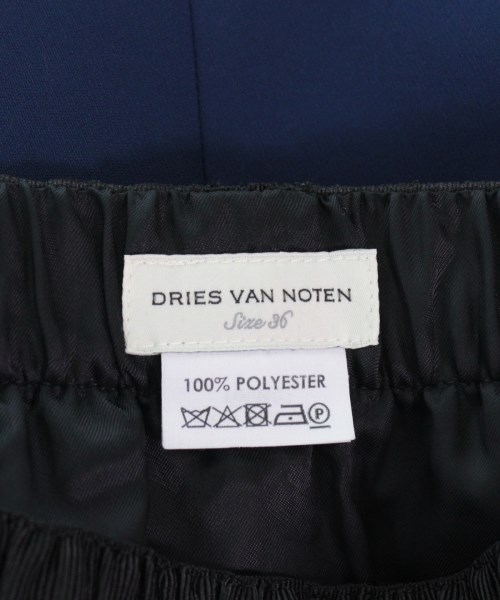 DRIES VAN NOTEN
Size 36
100% POLYESTER
P